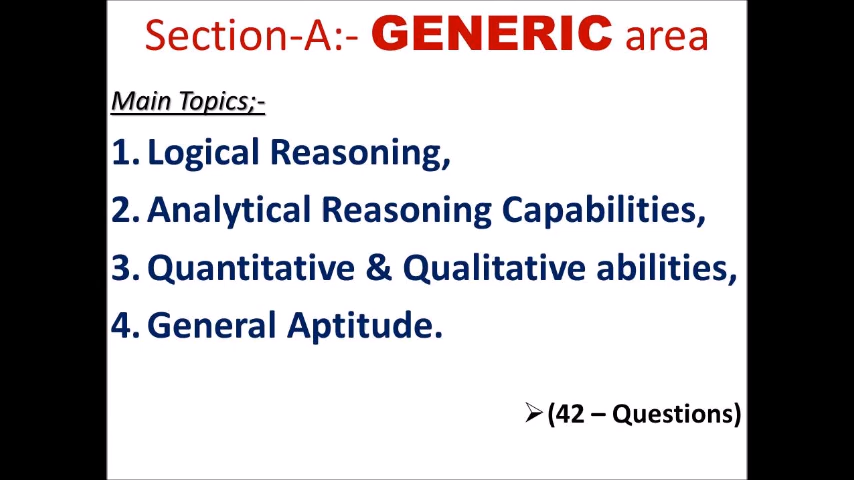 Section-A:- GENERIC area
Main Topics;-
1. Logical Reasoning,
2. Analytical Reasoning Capabilities,
3. Quantitative & Qualitative abilities,
4. General Aptitude.
➢ (42 – Questions)